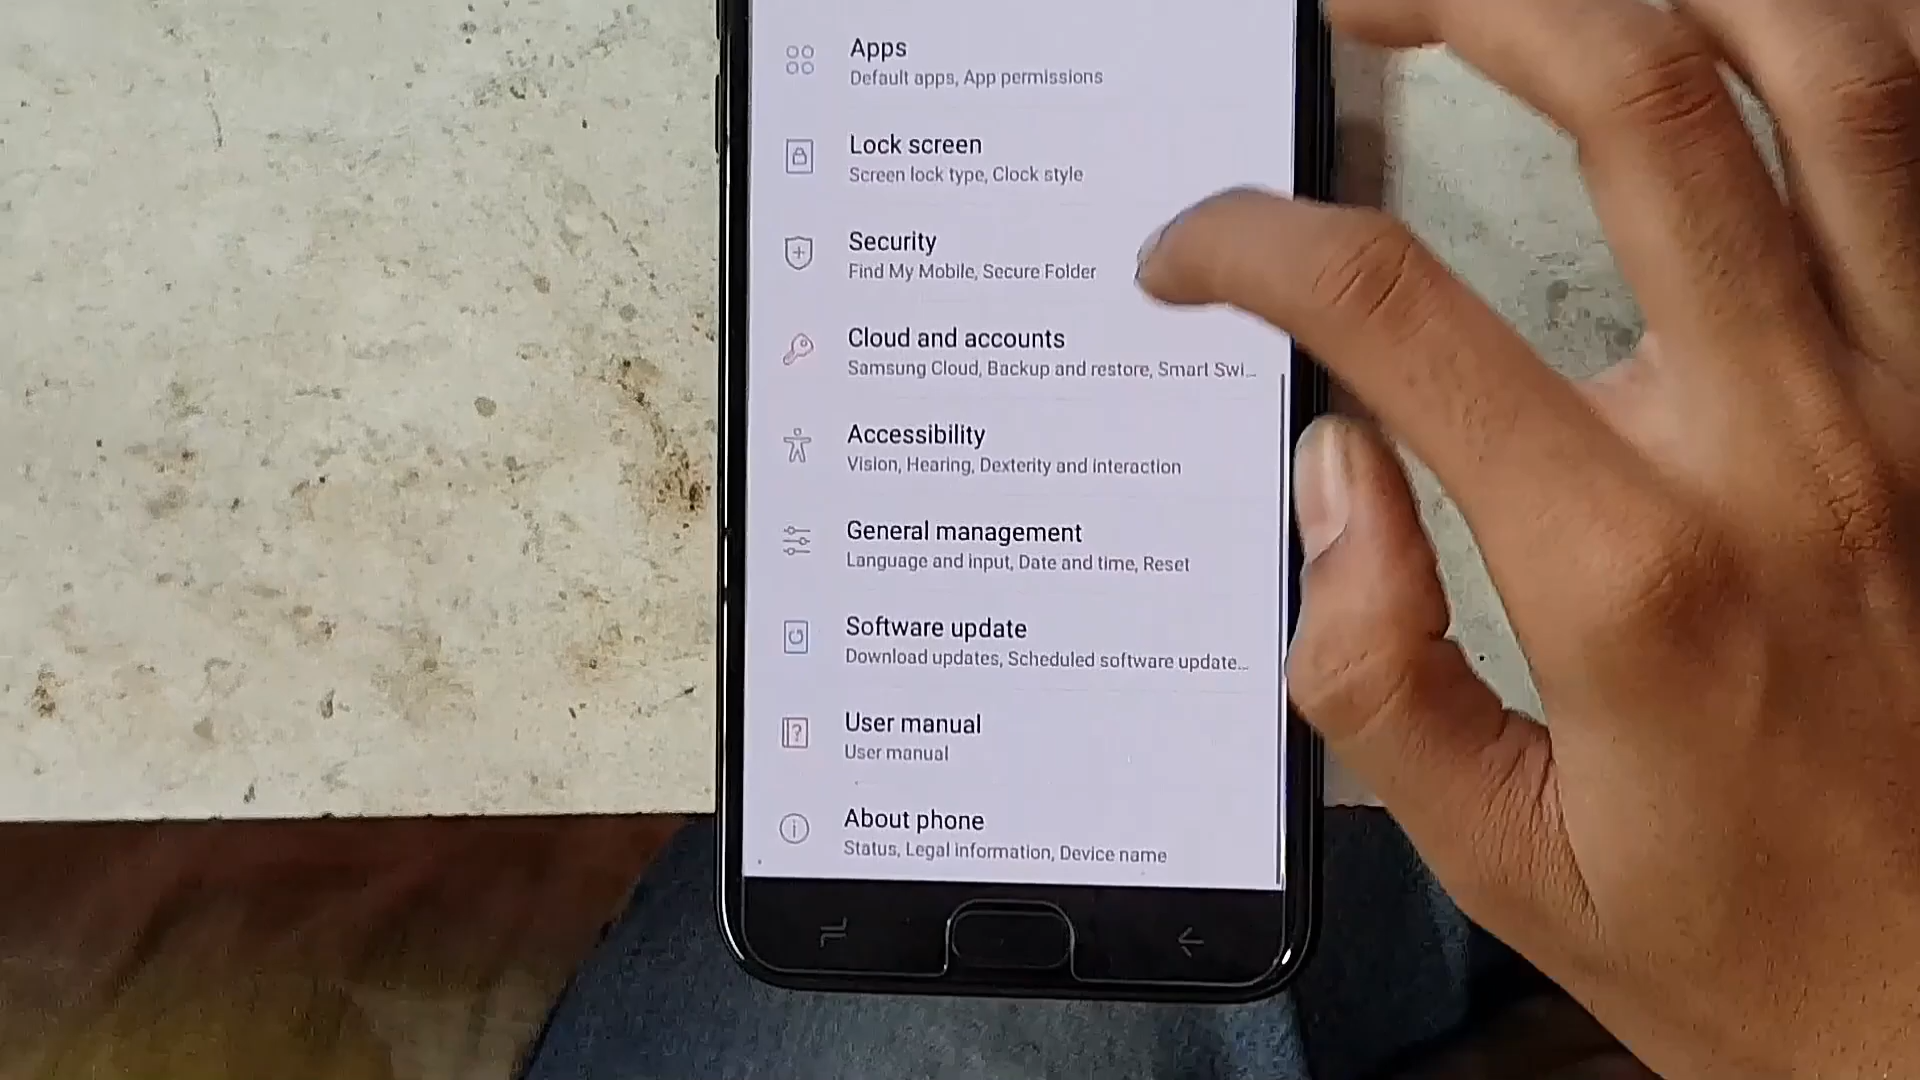 Apps
Default apps, App permissions
Lock screen
Screen lock type, Clock style
Security
Find My Mobile, Secure Folder
Cloud and accounts
Samsung Cloud, Backup and restore, Smart Swi...
Accessibility
Vision, Hearing, Dexterity and interaction
General management
Language and input, Date and time, Reset
Software update
Download updates, Scheduled software update...
User manual
User manual
About phone
Status, Legal information, Device name